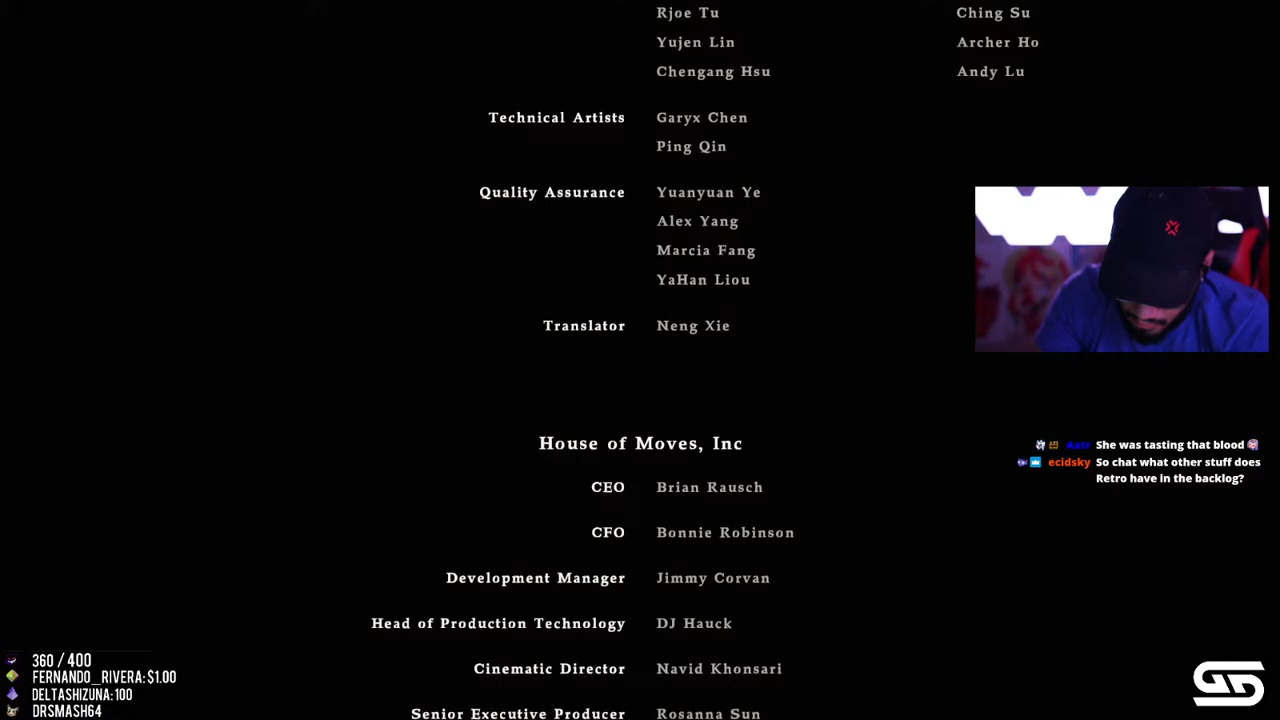 Rjoe Tu Ching Su
Yujen Lin Archer Ho
Chengang Hsu Andy Lu
Technical Artists Garyx Chen
Ping Qin
Quality Assurance Yuanyuan Ye
Alex Yang
Marcia Fang
YaHan Liou
Translator Neng Xie
She was tasting that blood
ecidsky So chat what other stuff does
Retro have in the backlog?
House of Moves, Inc
CEO Brian Rausch
CFO Bonnie Robinson
Development Manager Jimmy Corvan
Head of Production Technology DJ Hauck
Cinematic Director Navid Khonsari
Senior Executive Producer Rosanna Sun
360 / 400
FERNANDO_RIVERA: $1.00
DELTASHIZUNA: 100
DRSMASH64